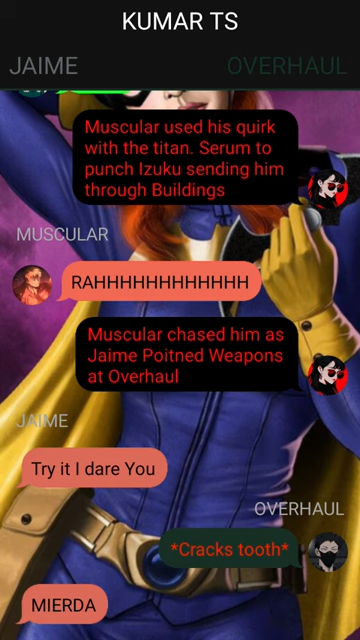 KUMAR TS
JAIME
OVERHAUL
Muscular used his quirk
with the titan. Serum to
punch Izuku sending him
through Buildings
MUSCULAR
RAHHHHHHHHHHHH
Muscular chased him as
Jaime Poitned Weapons
at Overhaul
JAIME
Try it I dare You
OVERHAUL
*Cracks tooth*
MIERDA